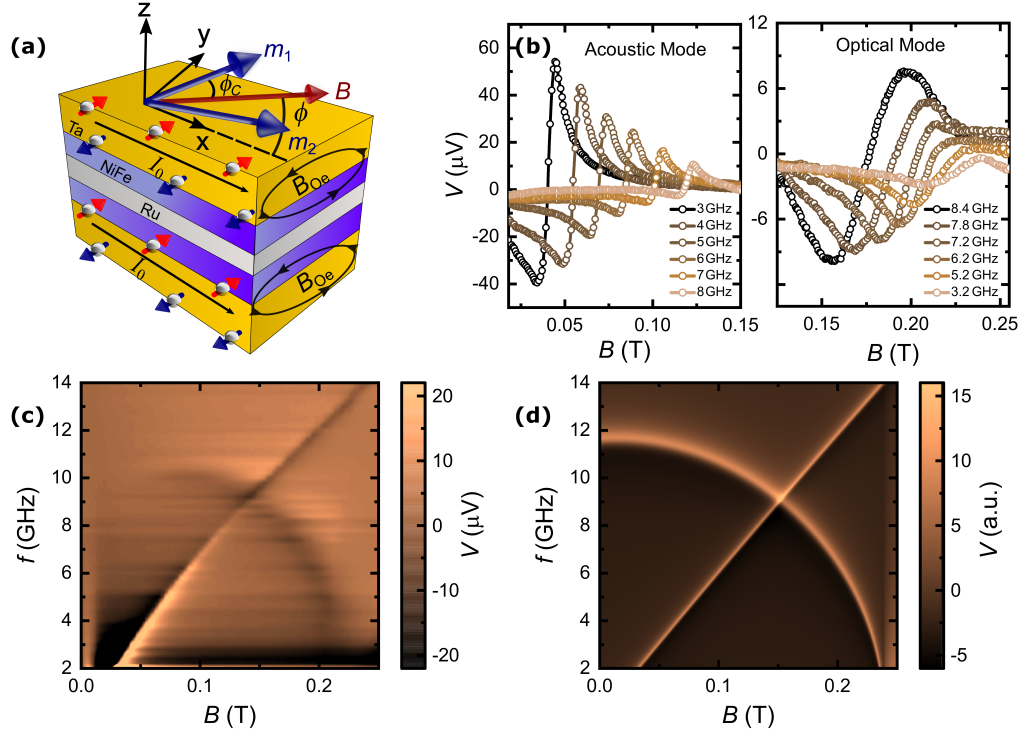 (a)
z
y
m1
ϕC
B
ϕ
x
m2
Ta
I0
NiFe
BOe
Ru
I0
BOe
(b)
Acoustic Mode
V (μV)
60
40
20
0
-20
-40
3 GHz
4 GHz
5 GHz
6 GHz
7 GHz
8 GHz
0.05 0.10 0.15
B (T)
Optical Mode
12
6
0
-6
8.4 GHz
7.8 GHz
7.2 GHz
6.2 GHz
5.2 GHz
3.2 GHz
0.15 0.20 0.25
B (T)
(c)
f (GHz)
14
12
10
8
6
4
2
0.0 0.1 0.2
B (T)
20
10
0
-10
-20
V (μV)
(d)
f (GHz)
14
12
10
8
6
4
2
0.0 0.1 0.2
B (T)
15
10
5
0
-5
V (a.u.)